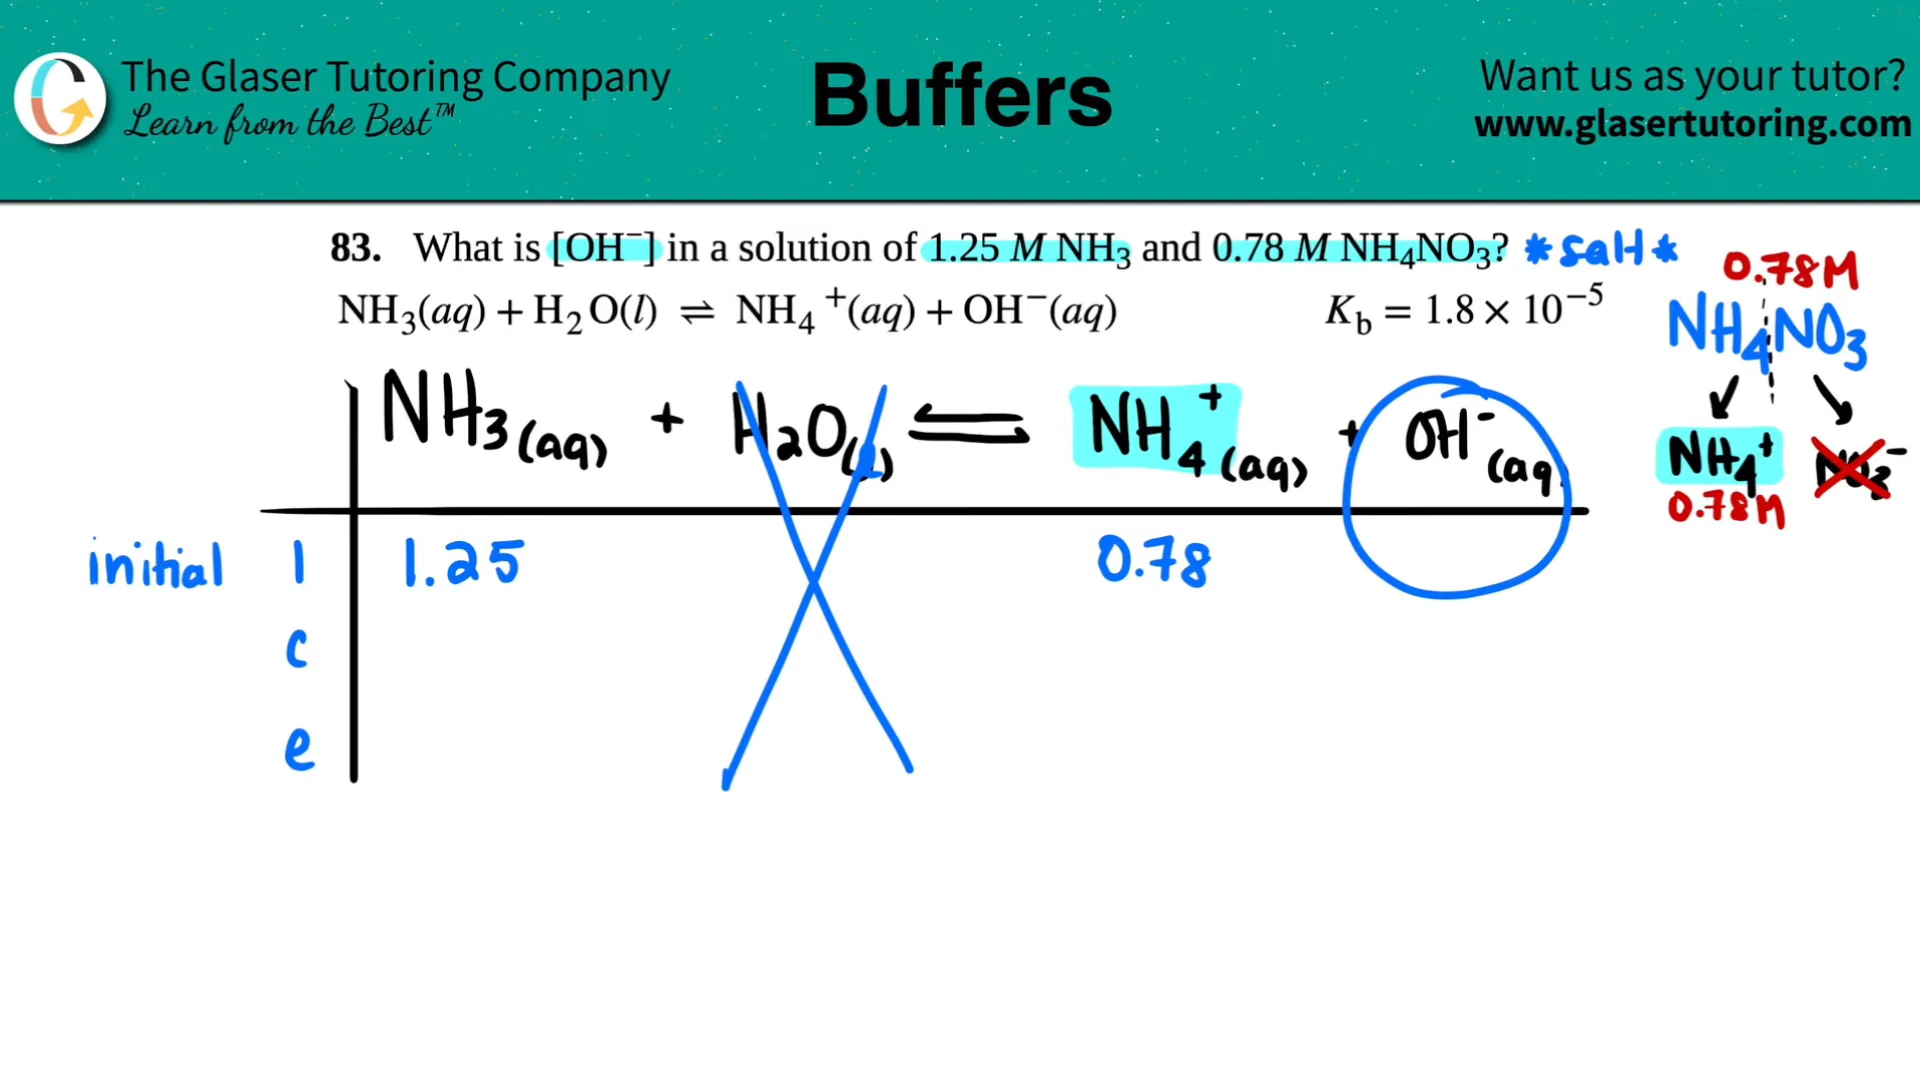 The Glaser Tutoring Company
Learn from the Best™
Buffers
Want us as your tutor?
www.glasertutoring.com
83. What is [OH⁻] in a solution of 1.25 M NH₃ and 0.78 M NH₄NO₃? *salt*
NH₃(aq) + H₂O(l) ⇌ NH₄⁺(aq) + OH⁻(aq) K_b = 1.8 × 10⁻⁵
0.78M
NH₄NO₃
NH₄⁺ NO₃⁻
0.78M
NH₃(aq) + H₂O(l) ⇌ NH₄⁺(aq) + OH⁻(aq)
initial I 1.25 0.78
c
e